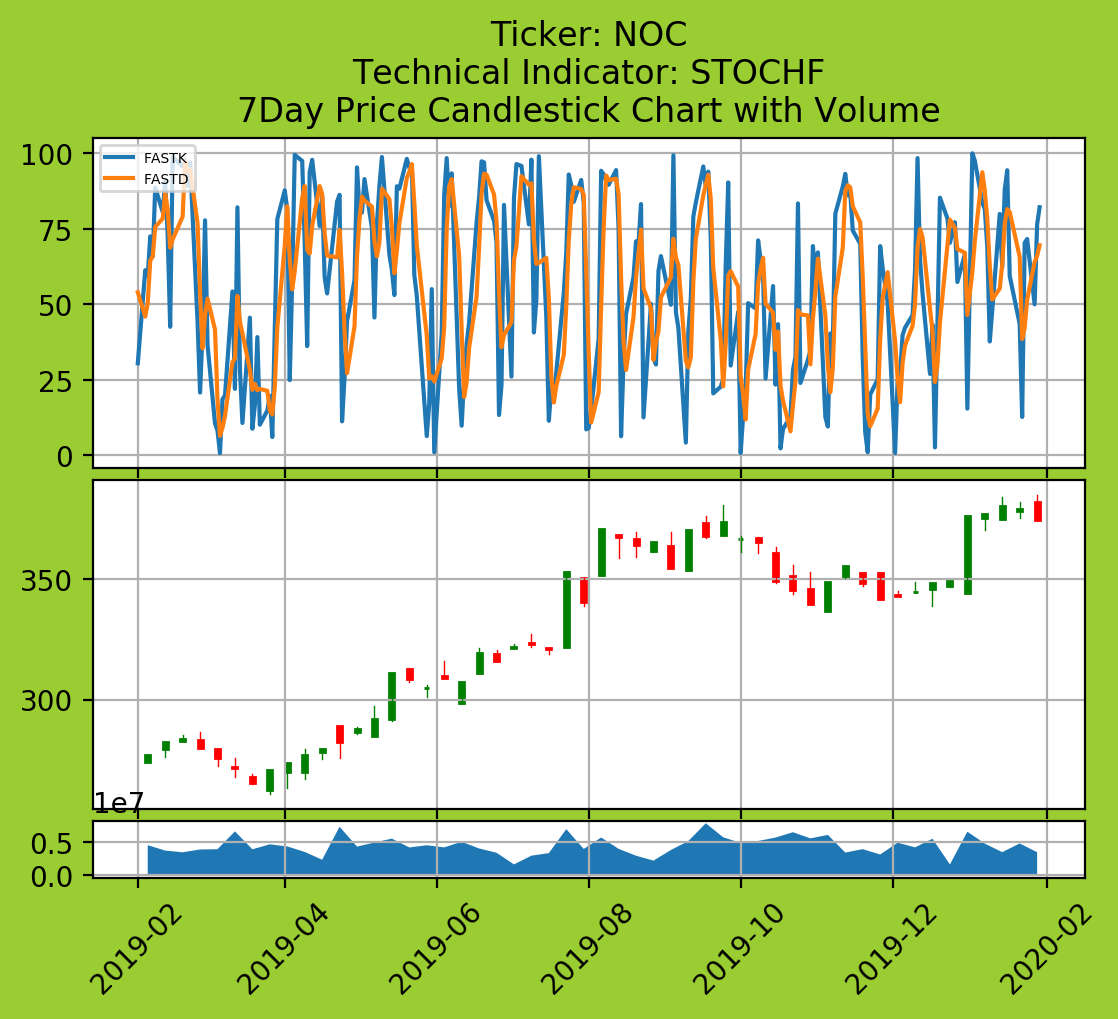 Ticker: NOC
Technical Indicator: STOCHF
7Day Price Candlestick Chart with Volume
100
FASTK
FASTD
75
50
25
0
350
300
1e7
0.5
0.0
2019-02
2019-04
2019-06
2019-08
2019-10
2019-12
2020-02